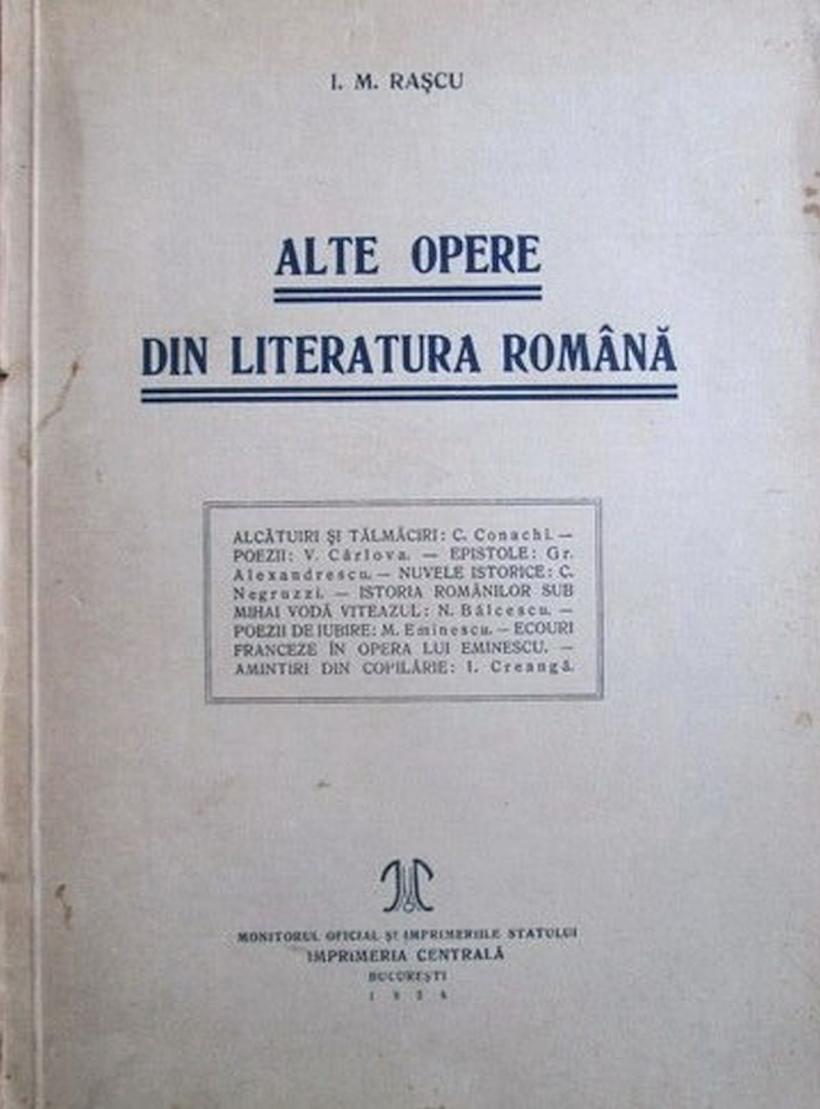 I. M. RAŞCU
ALTE OPERE
DIN LITERATURA ROMÂNĂ
ALCĂTUIRI ŞI TĂLMĂCIRI: C. Conachi. —
POEZII: V. Cârlova. — EPISTOLE: Gr.
Alexandrescu. — NUVELE ISTORICE: C.
Negruzzi. — ISTORIA ROMÂNILOR SUB
MIHAI VODĂ VITEAZUL: N. Bălcescu. —
POEZII DE IUBIRE: M. Eminescu. — ECOURI
FRANCEZE ÎN OPERA LUI EMINESCU. —
AMINTIRI DIN COPILĂRIE: I. Creangă.
MONITORUL OFICIAL ŞI IMPRIMERIILE STATULUI
IMPRIMERIA CENTRALĂ
BUCUREŞTI